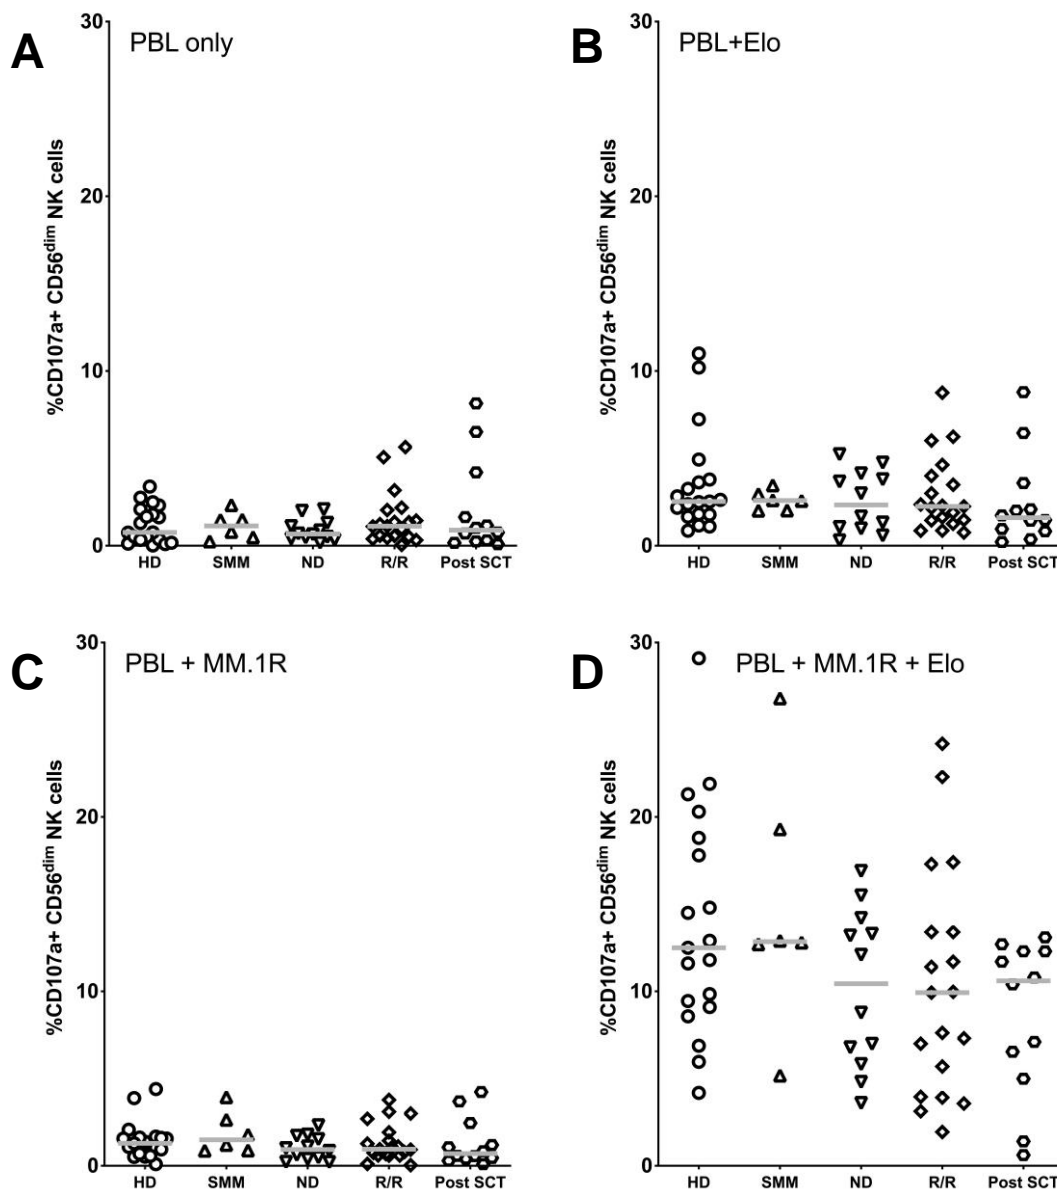 A
PBL only
%CD107a+ CD56dim NK cells
30
20
10
0
HD SMM ND R/R Post SCT
B
PBL+Elo
%CD107a+ CD56dim NK cells
30
20
10
0
HD SMM ND R/R Post SCT
C
PBL + MM.1R
%CD107a+ CD56dim NK cells
30
20
10
0
HD SMM ND R/R Post SCT
D
PBL + MM.1R + Elo
%CD107a+ CD56dim NK cells
30
20
10
0
HD SMM ND R/R Post SCT